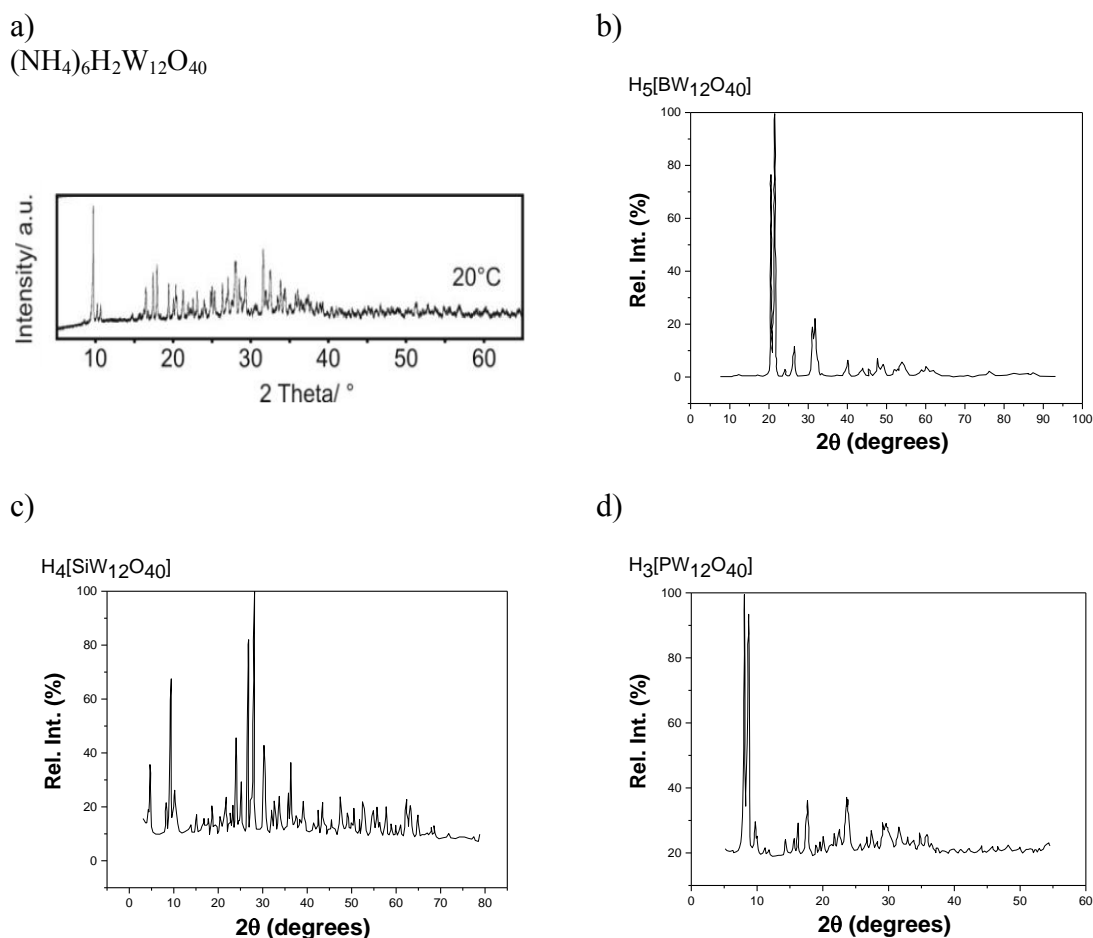 a)
(NH₄)₆H₂W₁₂O₄₀
Intensity/ a.u.
20°C
10 20 30 40 50 60
2 Theta/ °
b)
H₅[BW₁₂O₄₀]
Rel. Int. (%)
100
80
60
40
20
0
10 20 30 40 50 60 70 80 90 100
2θ (degrees)
c)
H₄[SiW₁₂O₄₀]
Rel. Int. (%)
100
80
60
40
20
0
0 10 20 30 40 50 60 70 80
2θ (degrees)
d)
H₃[PW₁₂O₄₀]
Rel. Int. (%)
100
80
60
40
20
0 10 20 30 40 50 60
2θ (degrees)